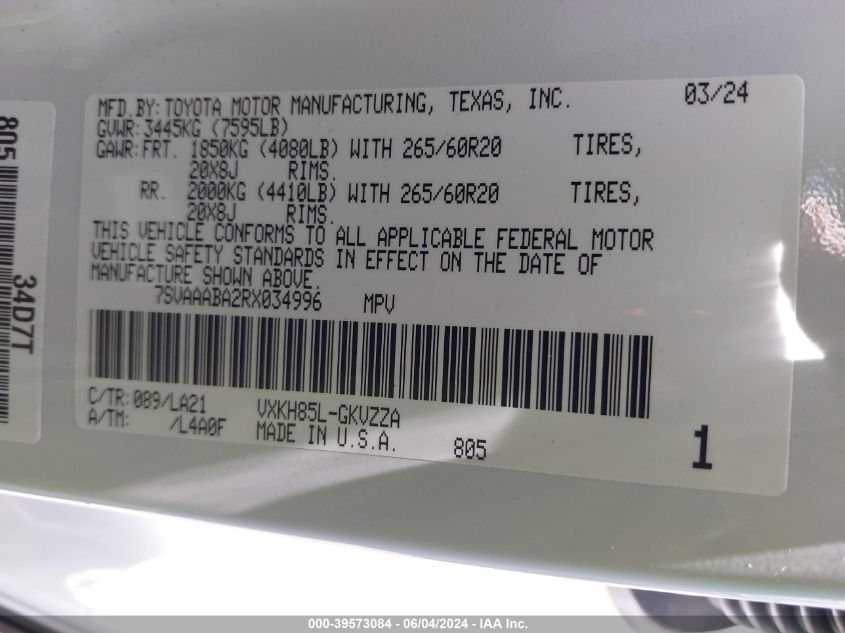 MFD.BY: TOYOTA MOTOR MANUFACTURING, TEXAS, INC. 03/24
GVWR: 3445KG (7595LB)
GAWR: FRT. 1850KG (4080LB) WITH 265/60R20 TIRES,
20X8J RIMS.
RR. 2000KG (4410LB) WITH 265/60R20 TIRES,
20X8J RIMS.
THIS VEHICLE CONFORMS TO ALL APPLICABLE FEDERAL MOTOR
VEHICLE SAFETY STANDARDS IN EFFECT ON THE DATE OF
MANUFACTURE SHOWN ABOVE.
7SVAAABA2RX034996 MPV
C/TR: 089/LA21 VXKH85L-GKVZZA
A/TM: /L4A0F MADE IN U.S.A. 805 1
805
34D7T
000-39573084 - 06/04/2024 - IAA Inc.